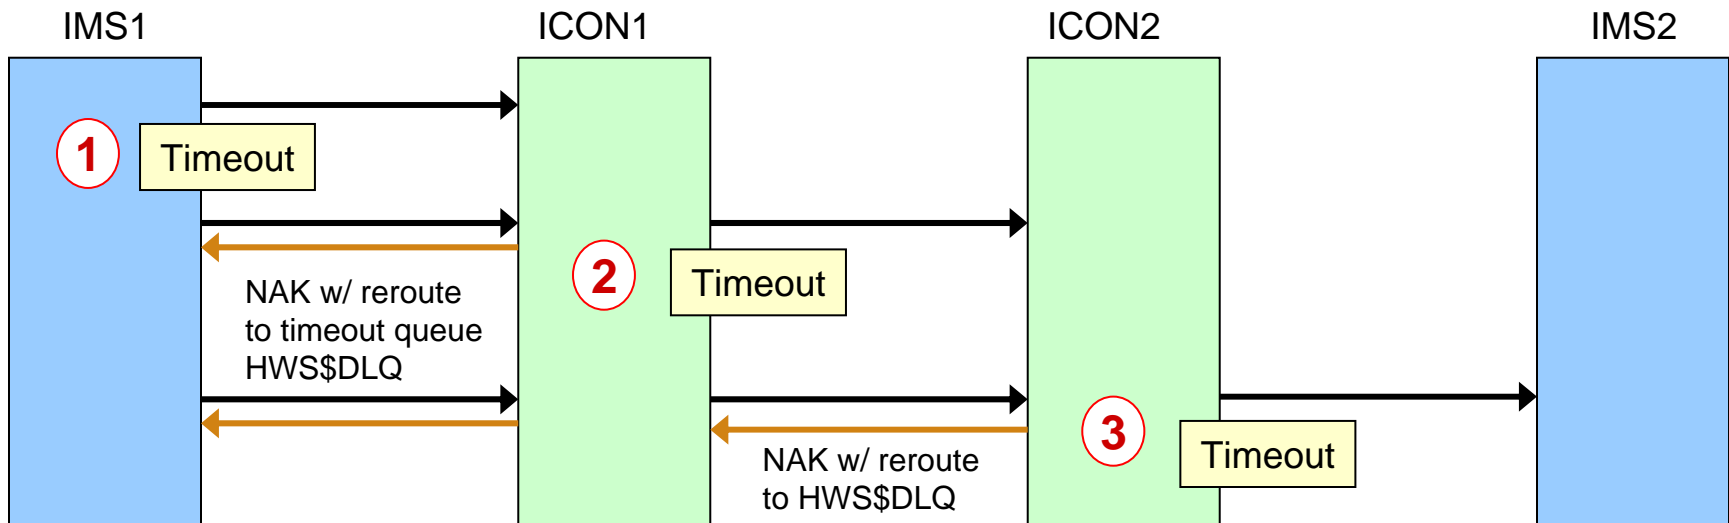 IMS1
ICON1
ICON2
IMS2
1
Timeout
2
Timeout
NAK w/ reroute
to timeout queue
HWS$DLQ
3
Timeout
NAK w/ reroute
to HWS$DLQ